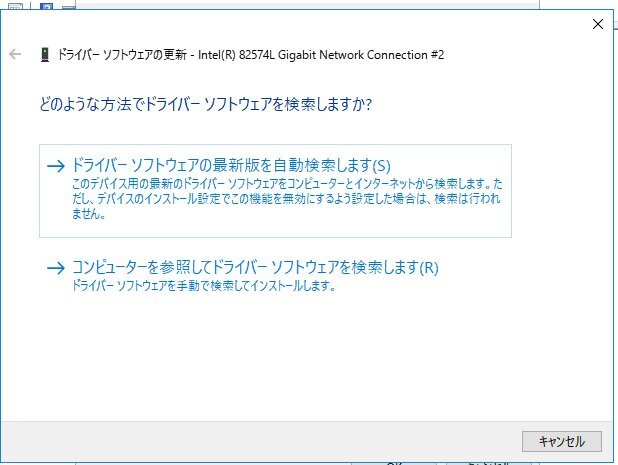 ドライバー ソフトウェアの更新 - Intel(R) 82574L Gigabit Network Connection #2
どのような方法でドライバー ソフトウェアを検索しますか?
ドライバー ソフトウェアの最新版を自動検索します(S)
このデバイス用の最新のドライバー ソフトウェアをコンピューターとインターネットから検索します。た
だし、デバイスのインストール設定でこの機能を無効にするよう設定した場合は、検索は行われ
ません。
コンピューターを参照してドライバー ソフトウェアを検索します(R)
ドライバー ソフトウェアを手動で検索してインストールします。
キャンセル